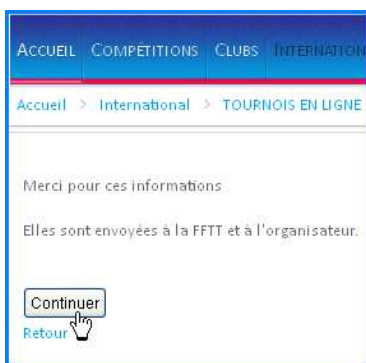 ACCUEIL COMPÉTITIONS CLUBS
Accueil > International > TOURNOIS EN LIGNE
Merci pour ces informations
Elles sont envoyées à la FFTT et à l'organisateur.
Continuer
Retour